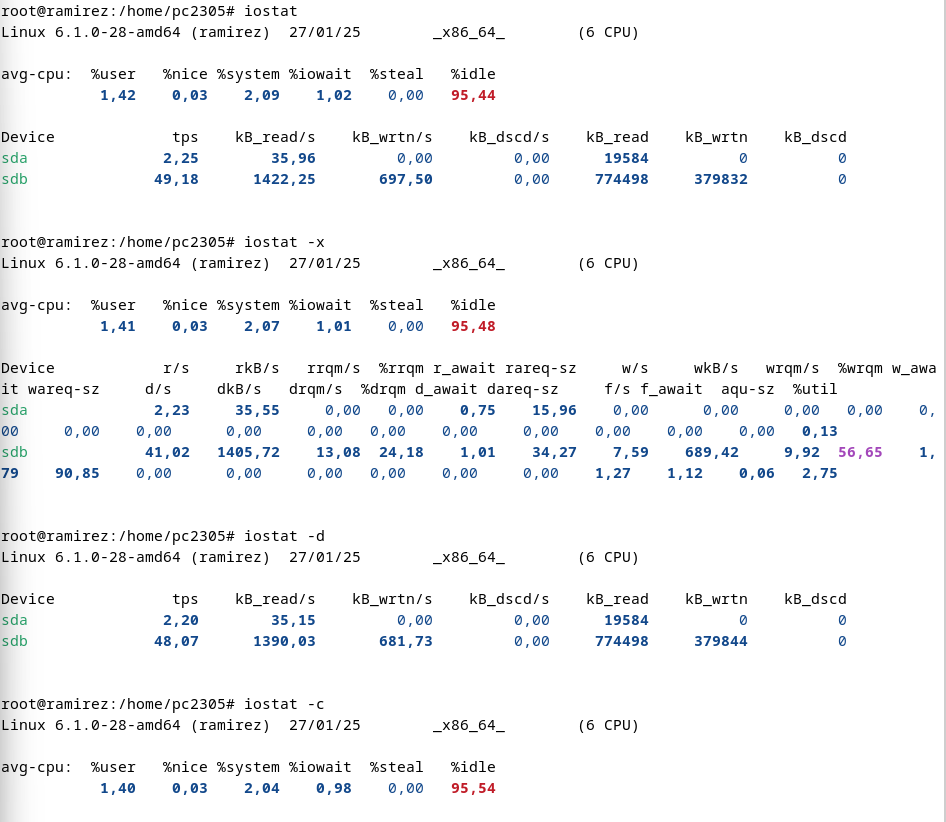 root@ramirez:/home/pc2305# iostat
Linux 6.1.0-28-amd64 (ramirez)  27/01/25        _x86_64_        (6 CPU)
avg-cpu:  %user   %nice %system %iowait  %steal   %idle
           1,42    0,03    2,09    1,02    0,00   95,44
Device             tps    kB_read/s    kB_wrtn/s    kB_dscd/s    kB_read    kB_wrtn    kB_dscd
sda               2,25        35,96         0,00         0,00      19584          0          0
sdb              49,18      1422,25       697,50         0,00     774498     379832          0
root@ramirez:/home/pc2305# iostat -x
Linux 6.1.0-28-amd64 (ramirez)  27/01/25        _x86_64_        (6 CPU)
avg-cpu:  %user   %nice %system %iowait  %steal   %idle
           1,41    0,03    2,07    1,01    0,00   95,48
Device            r/s     rkB/s   rrqm/s  %rrqm r_await rareq-sz     w/s     wkB/s   wrqm/s  %wrqm w_awa
it wareq-sz     d/s     dkB/s   drqm/s  %drqm d_await dareq-sz     f/s f_await  aqu-sz  %util
sda              2,23     35,55     0,00   0,00    0,75    15,96    0,00      0,00     0,00   0,00    0,
00     0,00    0,00      0,00     0,00   0,00    0,00     0,00    0,00    0,00    0,00   0,13
sdb             41,02   1405,72    13,08  24,18    1,01    34,27    7,59    689,42     9,92  56,65    1,
79    90,85    0,00      0,00     0,00   0,00    0,00     0,00    1,27    1,12    0,06   2,75
root@ramirez:/home/pc2305# iostat -d
Linux 6.1.0-28-amd64 (ramirez)  27/01/25        _x86_64_        (6 CPU)
Device             tps    kB_read/s    kB_wrtn/s    kB_dscd/s    kB_read    kB_wrtn    kB_dscd
sda               2,20        35,15         0,00         0,00      19584          0          0
sdb              48,07      1390,03       681,73         0,00     774498     379844          0
root@ramirez:/home/pc2305# iostat -c
Linux 6.1.0-28-amd64 (ramirez)  27/01/25        _x86_64_        (6 CPU)
avg-cpu:  %user   %nice %system %iowait  %steal   %idle
           1,40    0,03    2,04    0,98    0,00   95,54